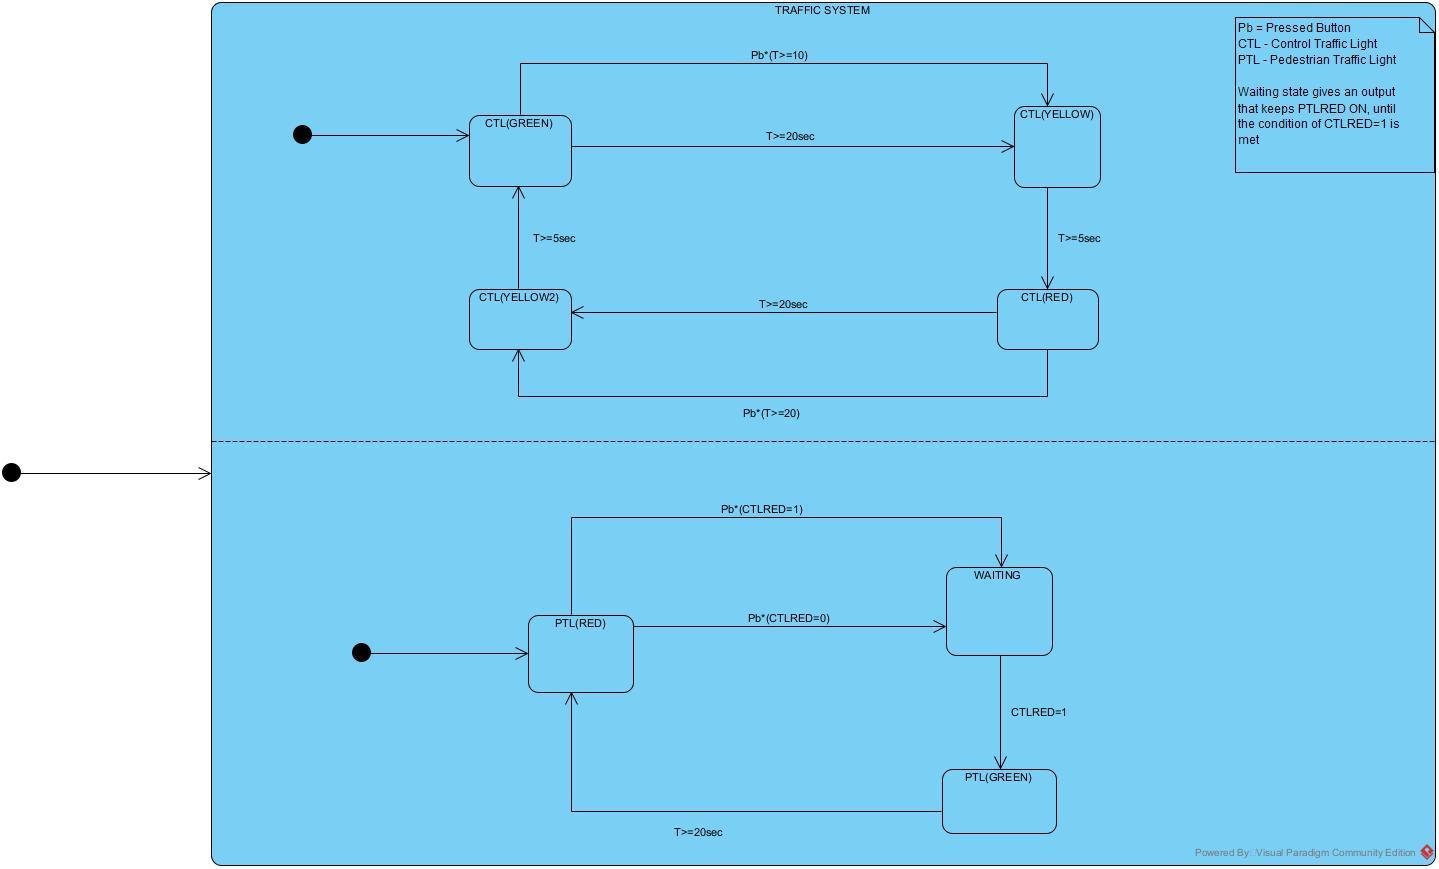 TRAFFIC SYSTEM
Pb = Pressed Button
CTL - Control Traffic Light
PTL - Pedestrian Traffic Light
Waiting state gives an output
that keeps PTLRED ON, until
the condition of CTLRED=1 is
met
Pb*(T>=10)
CTL(GREEN)
CTL(YELLOW)
T>=20sec
T>=5sec
T>=5sec
CTL(YELLOW2)
CTL(RED)
T>=20sec
Pb*(T>=20)
Pb*(CTLRED=1)
WAITING
PTL(RED)
Pb*(CTLRED=0)
CTLRED=1
PTL(GREEN)
T>=20sec
Powered By Visual Paradigm Community Edition